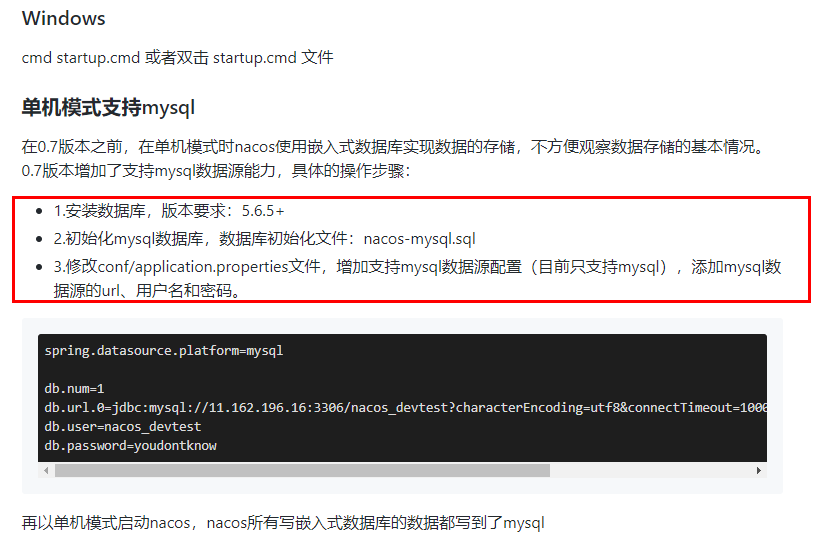 Windows
cmd startup.cmd 或者双击 startup.cmd 文件
单机模式支持mysql
在0.7版本之前，在单机模式时nacos使用嵌入式数据库实现数据的存储，不方便观察数据存储的基本情况。
0.7版本增加了支持mysql数据源能力，具体的操作步骤：
1.安装数据库，版本要求：5.6.5+
2.初始化mysql数据库，数据库初始化文件：nacos-mysql.sql
3.修改conf/application.properties文件，增加支持mysql数据源配置（目前只支持mysql），添加mysql数
据源的url、用户名和密码。
spring.datasource.platform=mysql
db.num=1
db.url.0=jdbc:mysql://11.162.196.16:3306/nacos_devtest?characterEncoding=utf8&connectTimeout=1000
db.user=nacos_devtest
db.password=youdontknow
再以单机模式启动nacos，nacos所有写嵌入式数据库的数据都写到了mysql